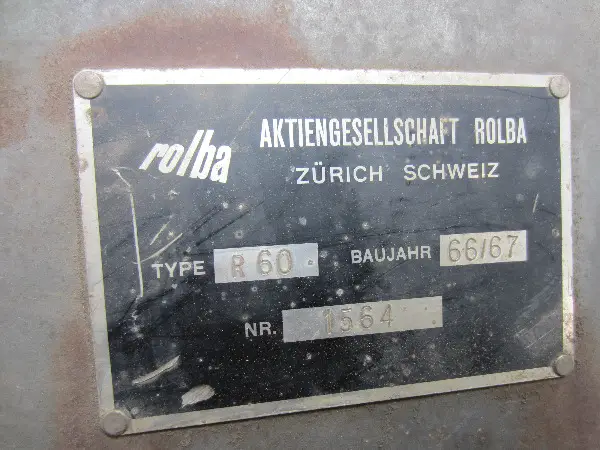 rolba
AKTIENGESELLSCHAFT ROLBA
ZÜRICH SCHWEIZ
TYPE R 60 BAUJAHR 66/67
NR. 1564